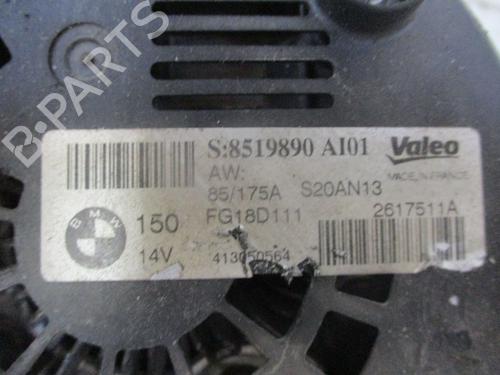 S:8519890 AI01 Valeo
AW: MADE IN FRANCE
85/175A S20AN13
BMW 150 FG18D111 2617511A
14V 413050564
B-PARTS